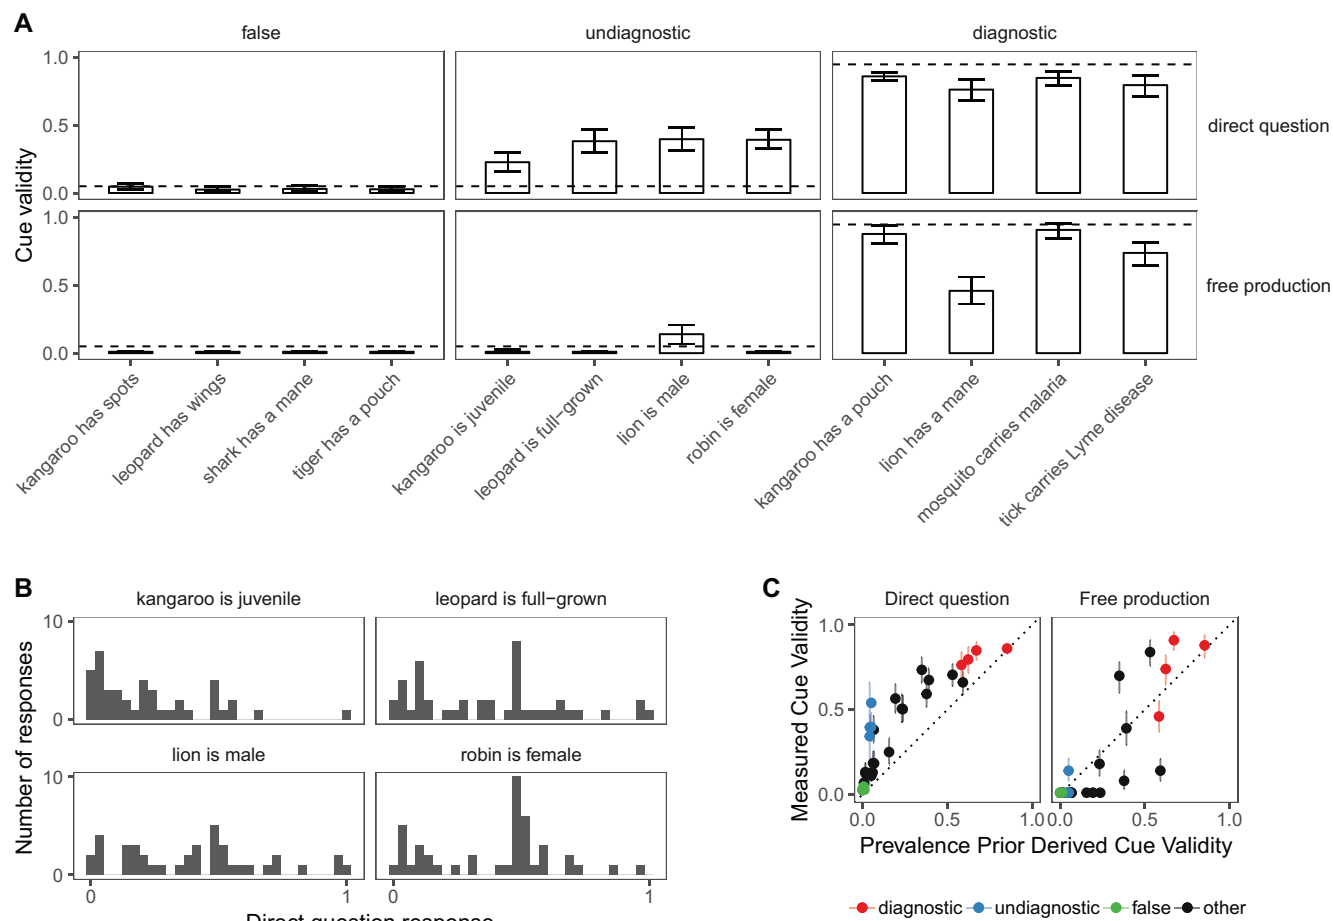 A
false
undiagnostic
diagnostic
Cue validity
1.0
0.5
0.0
direct question
1.0
0.5
0.0
free production
kangaroo has spots
leopard has wings
shark has a mane
tiger has a pouch
kangaroo is juvenile
leopard is full−grown
lion is male
robin is female
kangaroo has a pouch
lion has a mane
mosquito carries malaria
tick carries Lyme disease
B
kangaroo is juvenile
leopard is full−grown
lion is male
robin is female
Number of responses
10
0
10
0
0
1
0
1
Direct question response
C
Direct question
Free production
Measured Cue Validity
1.0
0.5
0.0
0.0
0.5
1.0
0.0
0.5
1.0
Prevalence Prior Derived Cue Validity
diagnostic
undiagnostic
false
other